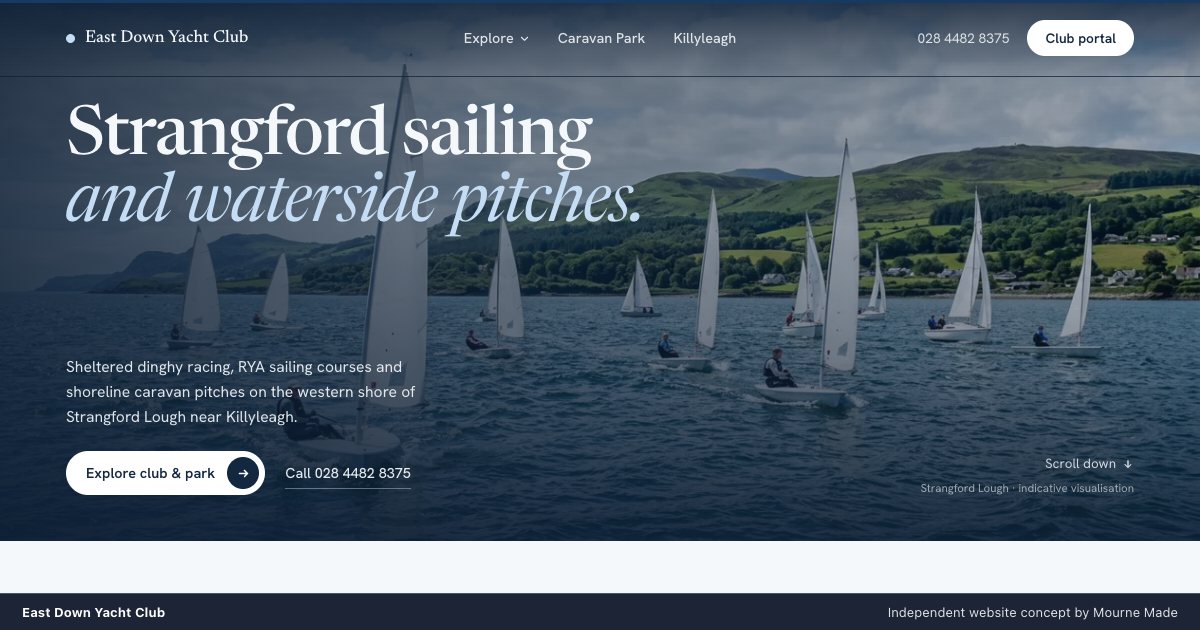 East Down Yacht Club
Explore
Caravan Park
Killyleagh
028 4482 8375
Club portal
Strangford sailing
and waterside pitches.
Sheltered dinghy racing, RYA sailing courses and
shoreline caravan pitches on the western shore of
Strangford Lough near Killyleagh.
Explore club & park
Call 028 4482 8375
Scroll down
Strangford Lough · indicative visualisation
East Down Yacht Club
Independent website concept by Mourne Made